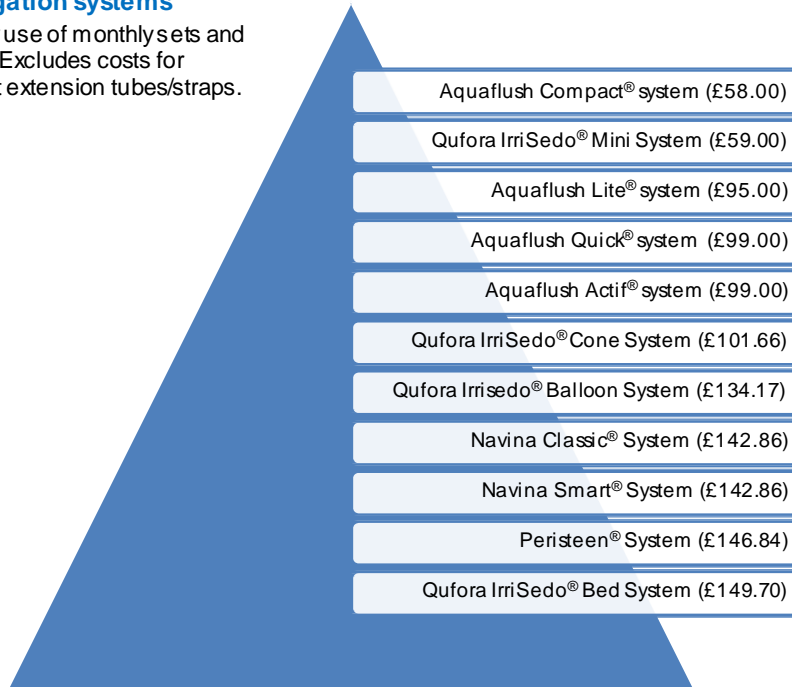 gation systems
use of monthly sets and
Excludes costs for
extension tubes/straps.
Aquaflush Compact® system (£58.00)
Qufora IrriSedo® Mini System (£59.00)
Aquaflush Lite® system (£95.00)
Aquaflush Quick® system (£99.00)
Aquaflush Actif® system (£99.00)
Qufora IrriSedo® Cone System (£101.66)
Qufora Irrisedo® Balloon System (£134.17)
Navina Classic® System (£142.86)
Navina Smart® System (£142.86)
Peristeen® System (£146.84)
Qufora IrriSedo® Bed System (£149.70)